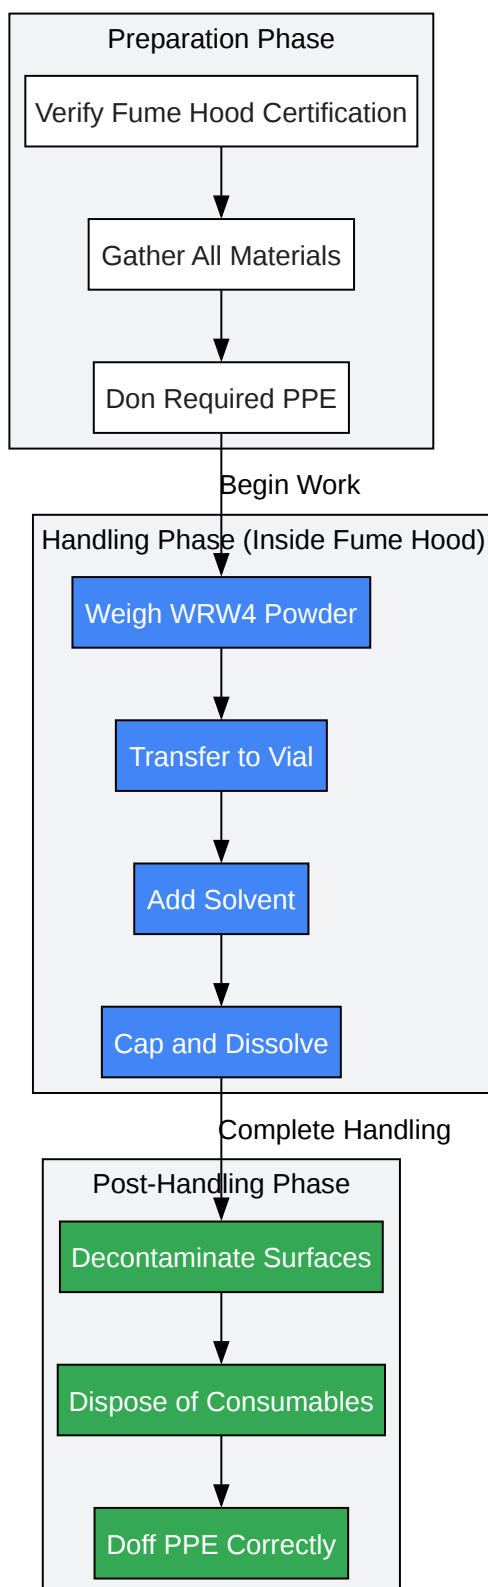 Preparation Phase
Verify Fume Hood Certification
Gather All Materials
Don Required PPE
Begin Work
Handling Phase (Inside Fume Hood)
Weigh WRW4 Powder
Transfer to Vial
Add Solvent
Cap and Dissolve
Complete Handling
Post-Handling Phase
Decontaminate Surfaces
Dispose of Consumables
Doff PPE Correctly